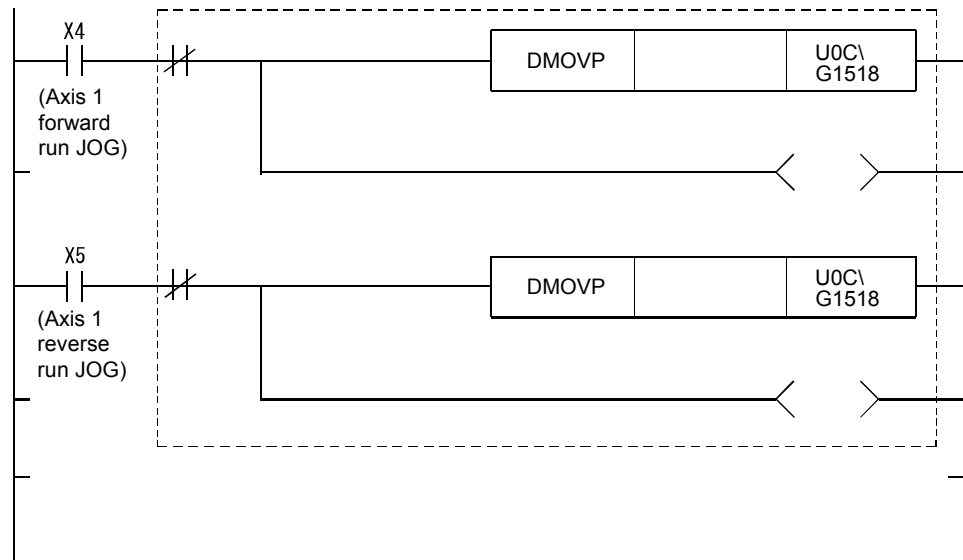 X4
(Axis 1
forward
run JOG)
DMOVP
U0C\
G1518
X5
(Axis 1
reverse
run JOG)
DMOVP
U0C\
G1518